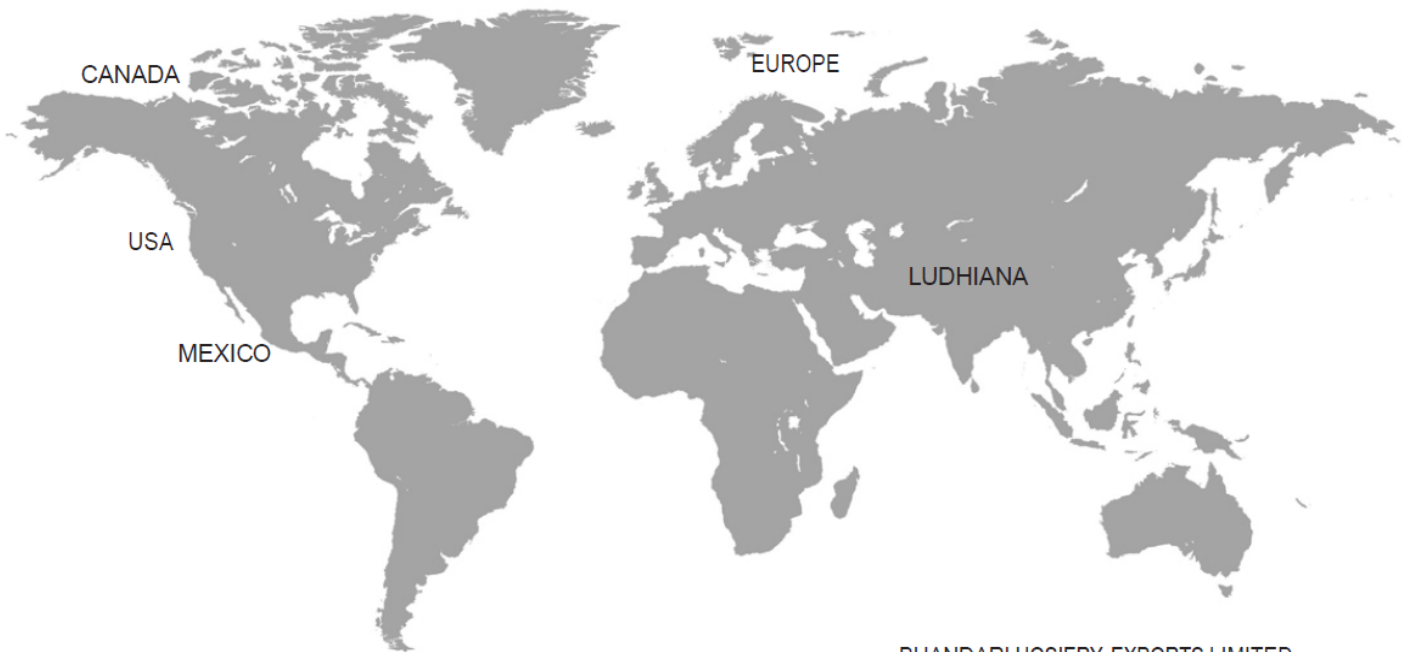 CANADA
EUROPE
USA
LUDHIANA
MEXICO
BHANDARI HOSIERY EXPORTS LIMITED